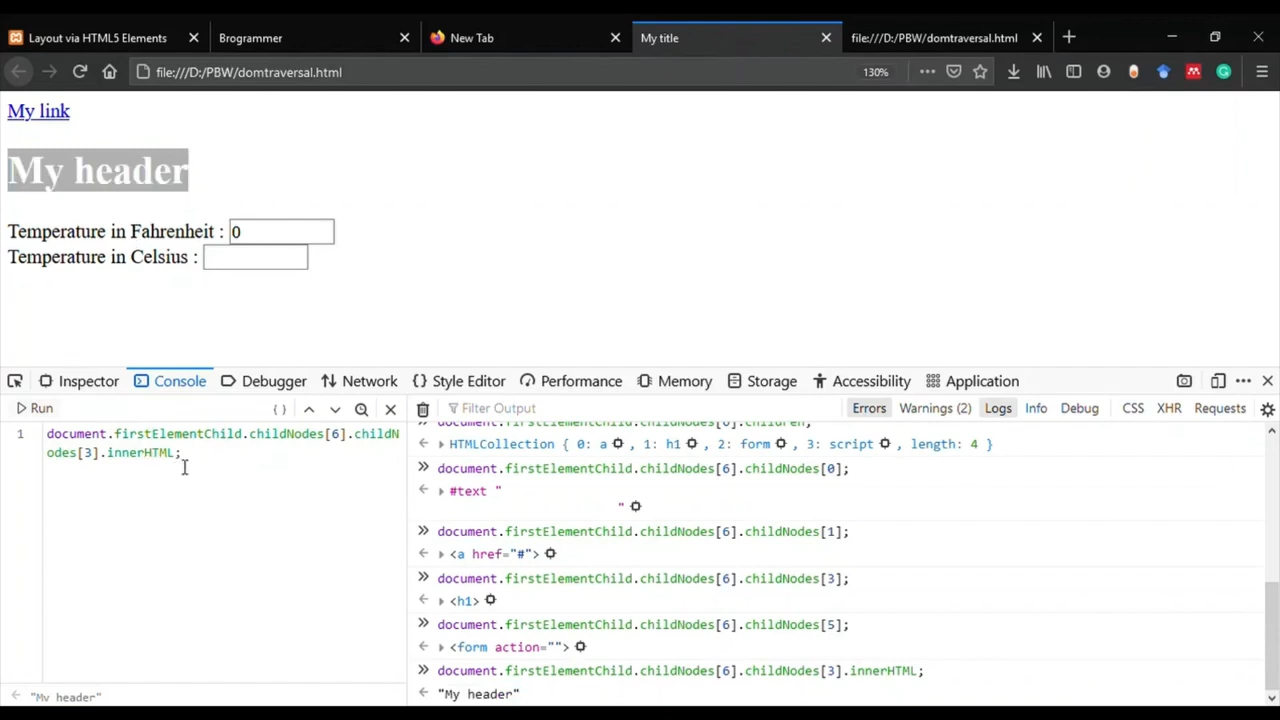 Layout via HTML5 Elements
Brogrammer
New Tab
My title
file:///D:/PBW/domtraversal.html
file:///D:/PBW/domtraversal.html
130%
My link
My header
Temperature in Fahrenheit : 0
Temperature in Celsius :
Inspector
Console
Debugger
Network
Style Editor
Performance
Memory
Storage
Accessibility
Application
Run
Filter Output
Errors
Warnings (2)
Logs
Info
Debug
CSS
XHR
Requests
1
document.firstElementChild.childNodes[6].childN
odes[3].innerHTML;
"My header"
document.firstElementChild.childNodes[6].children;
HTMLCollection { 0: a , 1: h1 , 2: form , 3: script , length: 4 }
document.firstElementChild.childNodes[6].childNodes[0];
#text "
"
document.firstElementChild.childNodes[6].childNodes[1];
<a href="#">
document.firstElementChild.childNodes[6].childNodes[3];
<h1>
document.firstElementChild.childNodes[6].childNodes[5];
<form action="">
document.firstElementChild.childNodes[6].childNodes[3].innerHTML;
"My header"